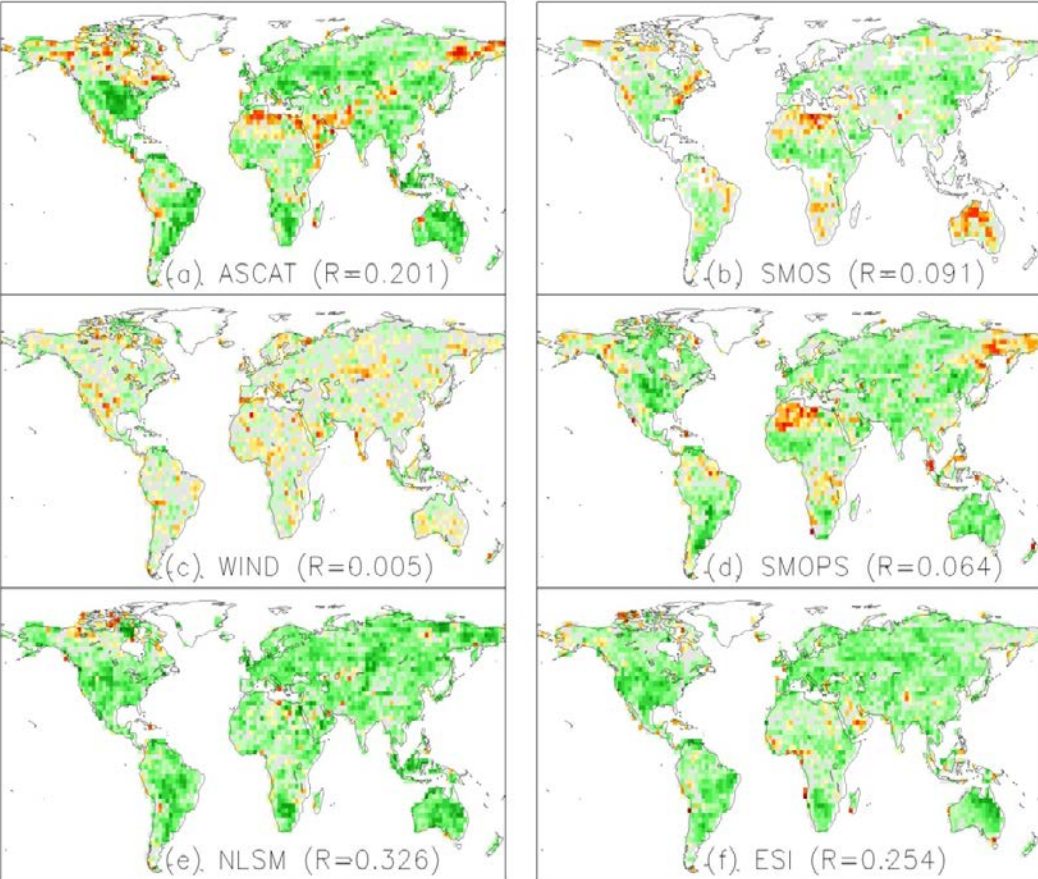 (a) ASCAT (R=0.201)
(b) SMOS (R=0.091)
(c) WIND (R=0.005)
(d) SMOPS (R=0.064)
(e) NLSM (R=0.326)
(f) ESI (R=0.254)